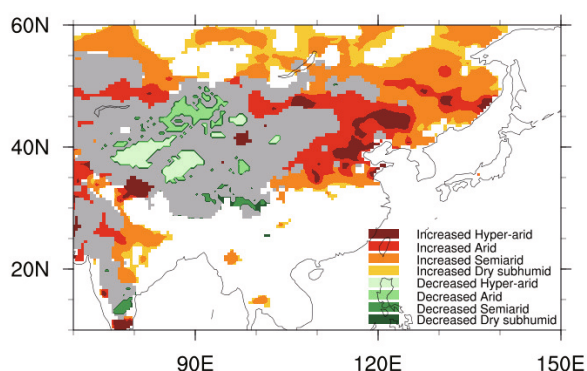 60N
40N
20N
Increased Hyper-arid
Increased Arid
Increased Semiarid
Increased Dry subhumid
Decreased Hyper-arid
Decreased Arid
Decreased Semiarid
Decreased Dry subhumid
90E 120E 150E